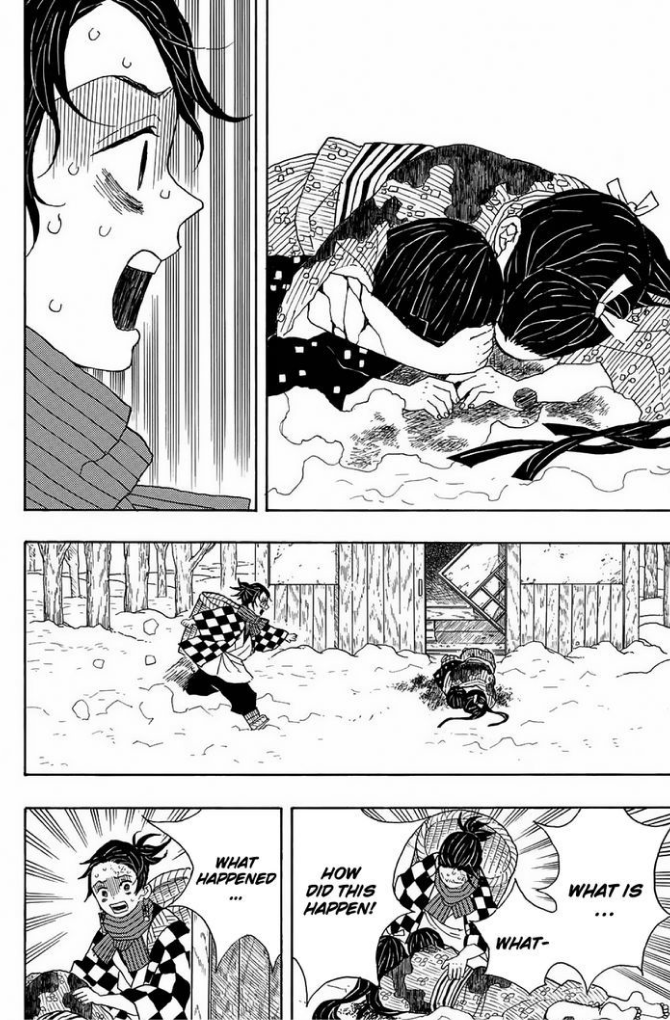 WHAT IS
...
WHAT-
HOW
DID THIS
HAPPEN!
WHAT
HAPPENED
...